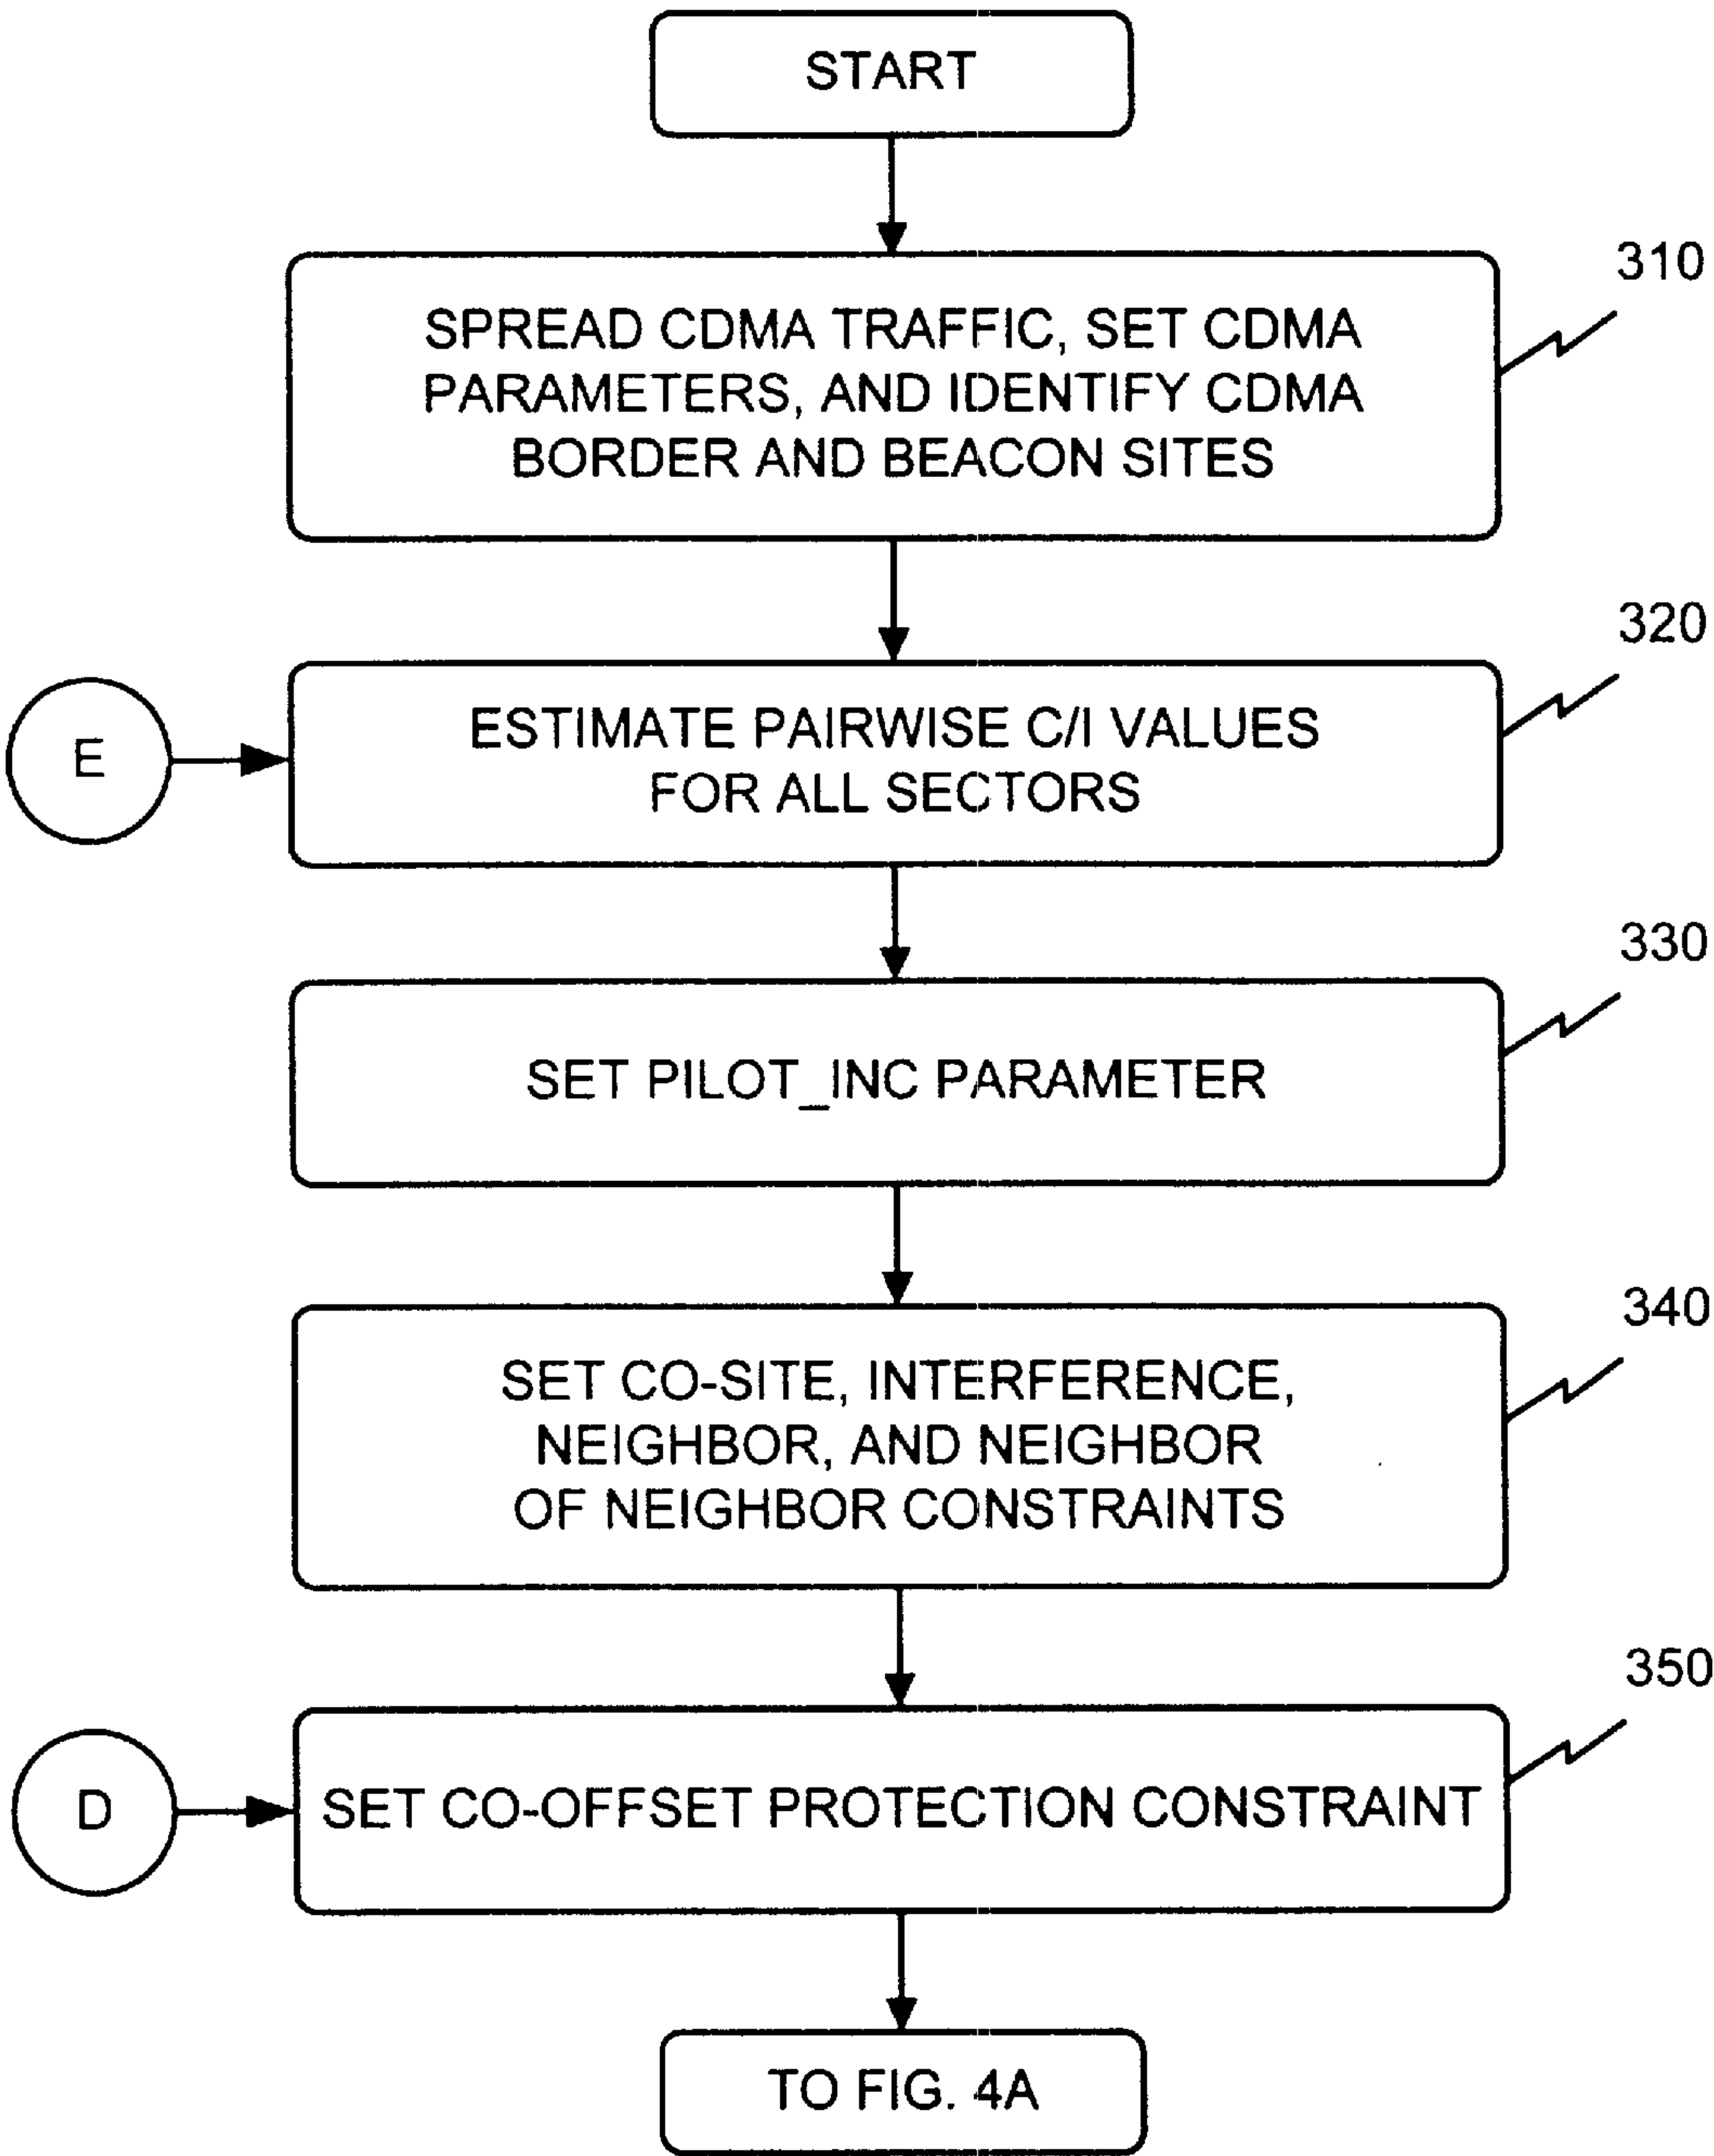 START
310
SPREAD CDMA TRAFFIC, SET CDMA
PARAMETERS, AND IDENTIFY CDMA
BORDER AND BEACON SITES
320
E
ESTIMATE PAIRWISE C/I VALUES
FOR ALL SECTORS
330
SET PILOT_INC PARAMETER
340
SET CO-SITE, INTERFERENCE,
NEIGHBOR, AND NEIGHBOR
OF NEIGHBOR CONSTRAINTS
350
D
SET CO-OFFSET PROTECTION CONSTRAINT
TO FIG. 4A